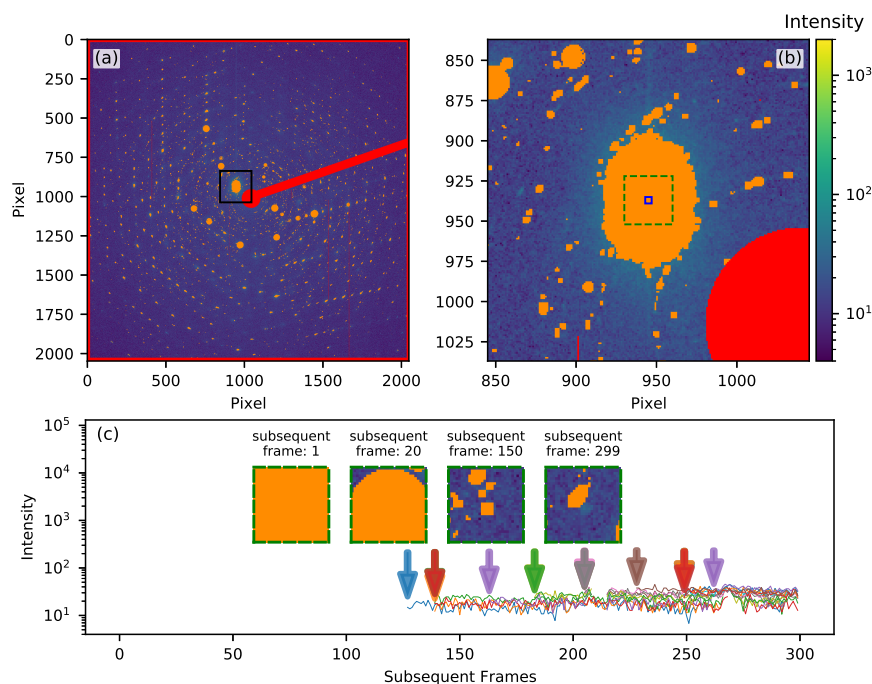 Intensity
(a)
0
250
500
750
1000
1250
1500
1750
2000
Pixel
0
500
1000
1500
2000
Pixel
(b)
875
850
900
925
950
975
1000
1025
850
900
950
1000
Pixel
10³
10²
10¹
(c)
10⁵
10⁴
10³
10²
10¹
Intensity
subsequent
frame: 1
subsequent
frame: 20
subsequent
frame: 150
subsequent
frame: 299
0
50
100
150
200
250
300
Subsequent Frames